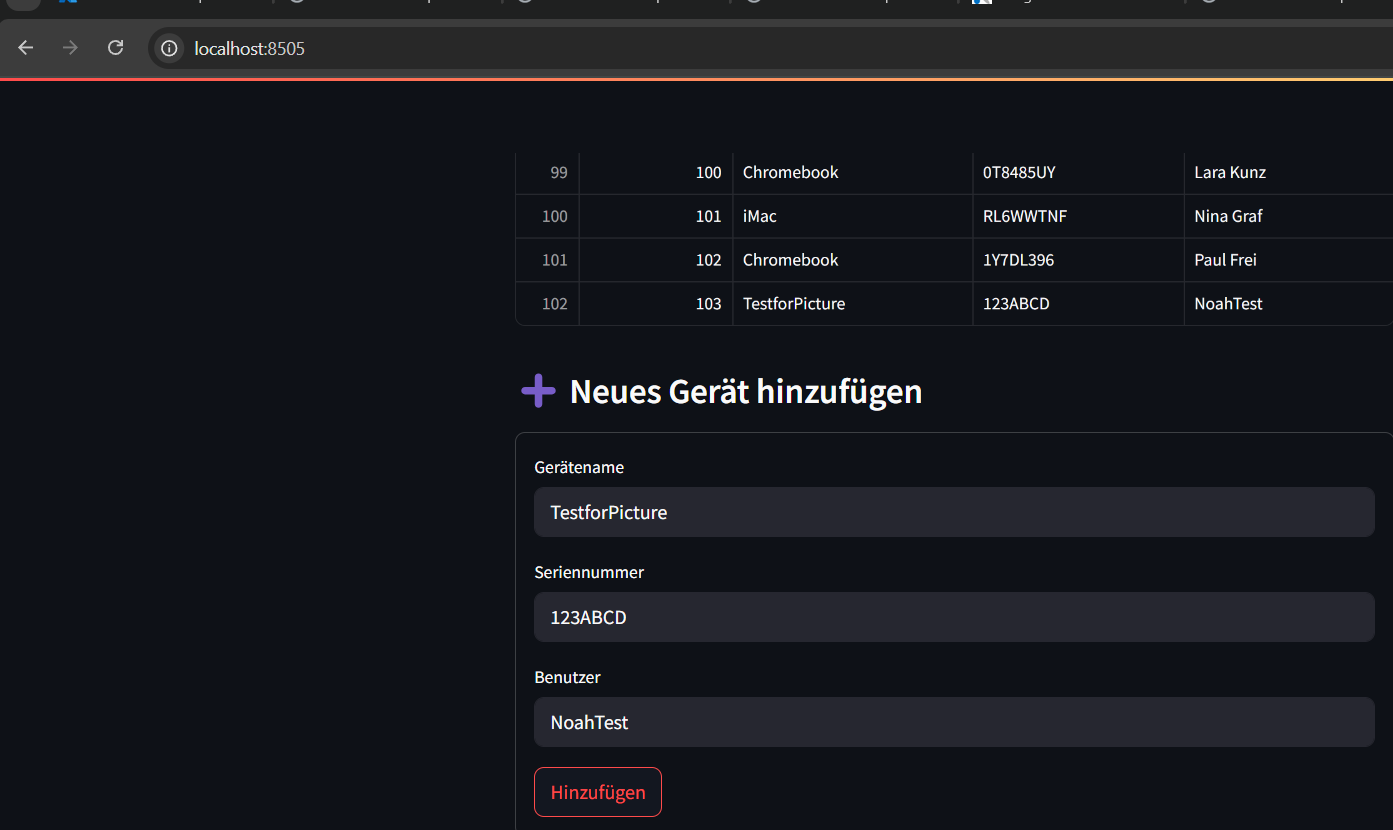 localhost:8505
99 100 Chromebook 0T8485UY Lara Kunz
100 101 iMac RL6WWTNF Nina Graf
101 102 Chromebook 1Y7DL396 Paul Frei
102 103 TestforPicture 123ABCD NoahTest
Neues Gerät hinzufügen
Gerätename
TestforPicture
Seriennummer
123ABCD
Benutzer
NoahTest
Hinzufügen